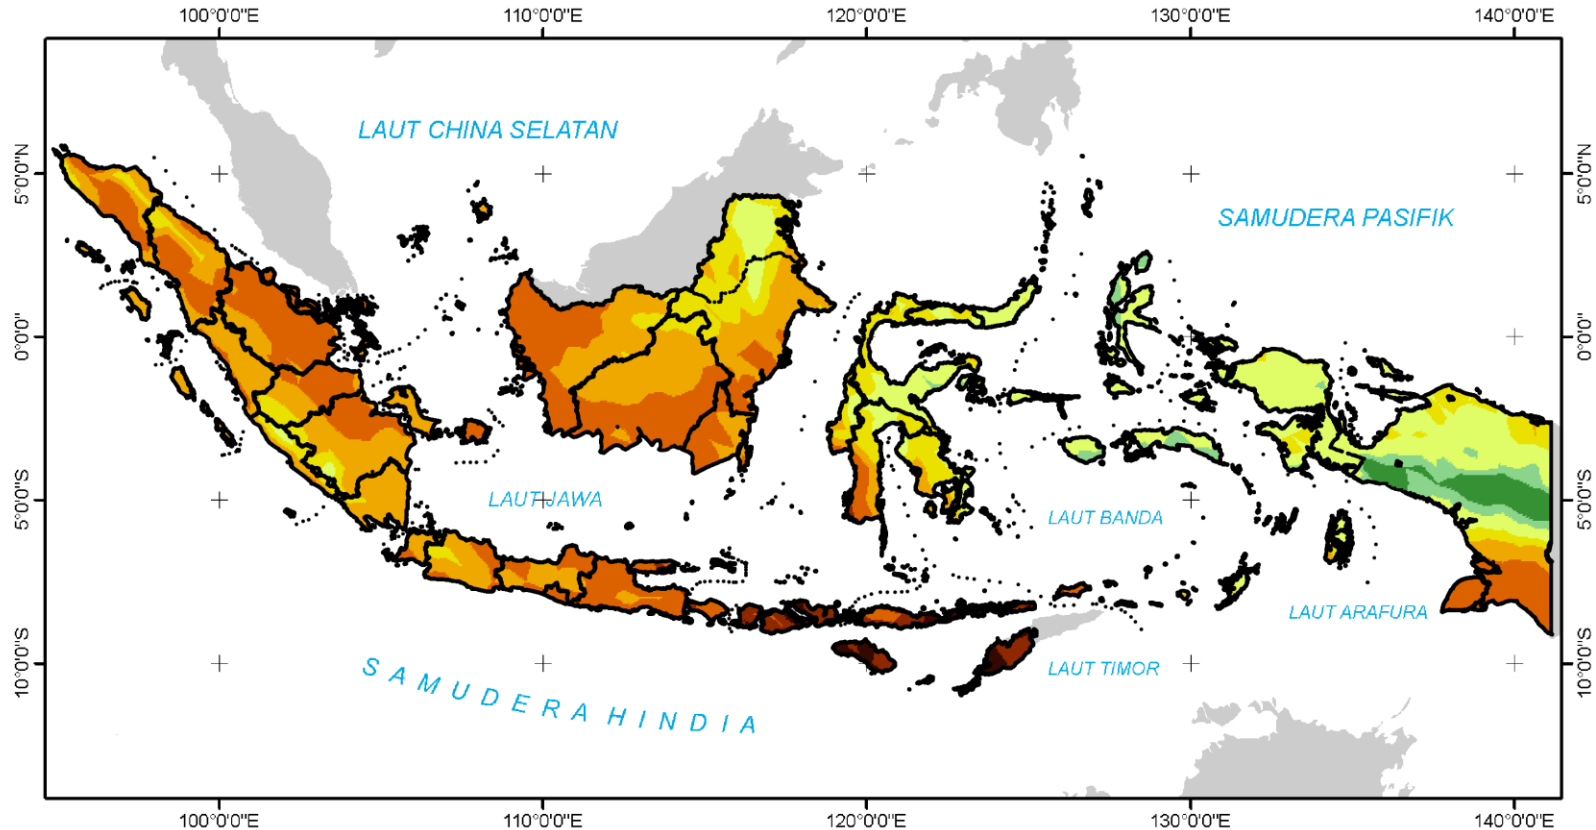 100°0'0"E 110°0'0"E 120°0'0"E 130°0'0"E 140°0'0"E
LAUT CHINA SELATAN
5°0'0"N 5°0'0"N
SAMUDERA PASIFIK
0°0'0" 0°0'0"
5°0'0"S 5°0'0"S
LAUT JAWA
LAUT BANDA
LAUT ARAFURA
10°0'0"S 10°0'0"S
LAUT TIMOR
SAMUDERA HINDIA
100°0'0"E 110°0'0"E 120°0'0"E 130°0'0"E 140°0'0"E